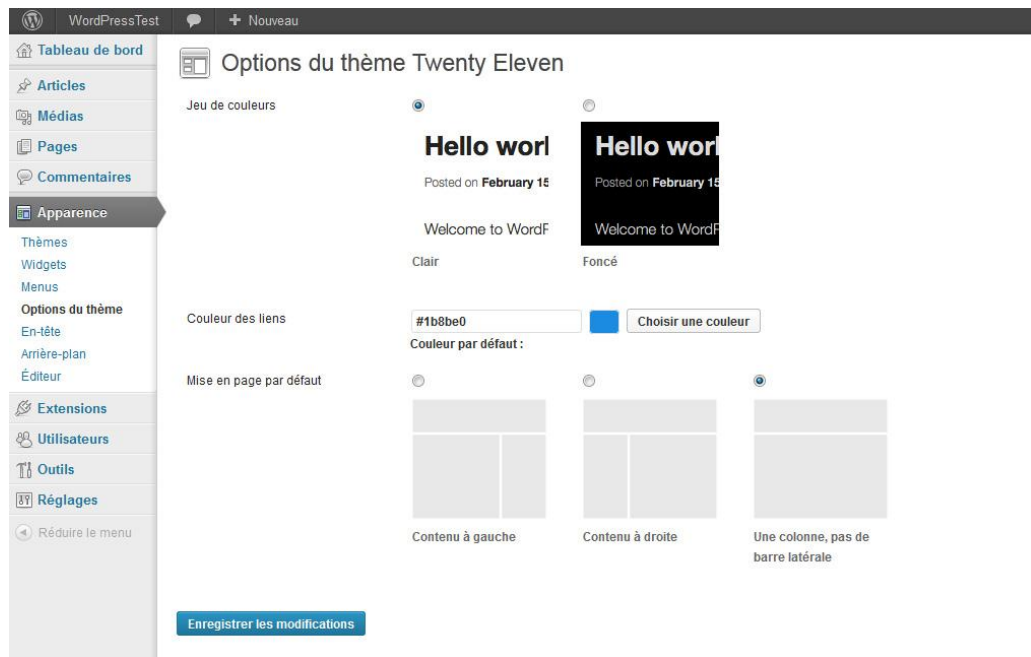 WordPressTest
Nouveau
Tableau de bord
Articles
Médias
Pages
Commentaires
Apparence
Thèmes
Widgets
Menus
Options du thème
En-tête
Arrière-plan
Éditeur
Extensions
Utilisateurs
Outils
Réglages
Réduire le menu
Options du thème Twenty Eleven
Jeu de couleurs
Hello worl
Posted on February 15
Welcome to WordF
Clair
Hello worl
Posted on February 15
Welcome to WordF
Foncé
Couleur des liens
#1b8be0
Choisir une couleur
Couleur par défaut :
Mise en page par défaut
Contenu à gauche
Contenu à droite
Une colonne, pas de
barre latérale
Enregistrer les modifications